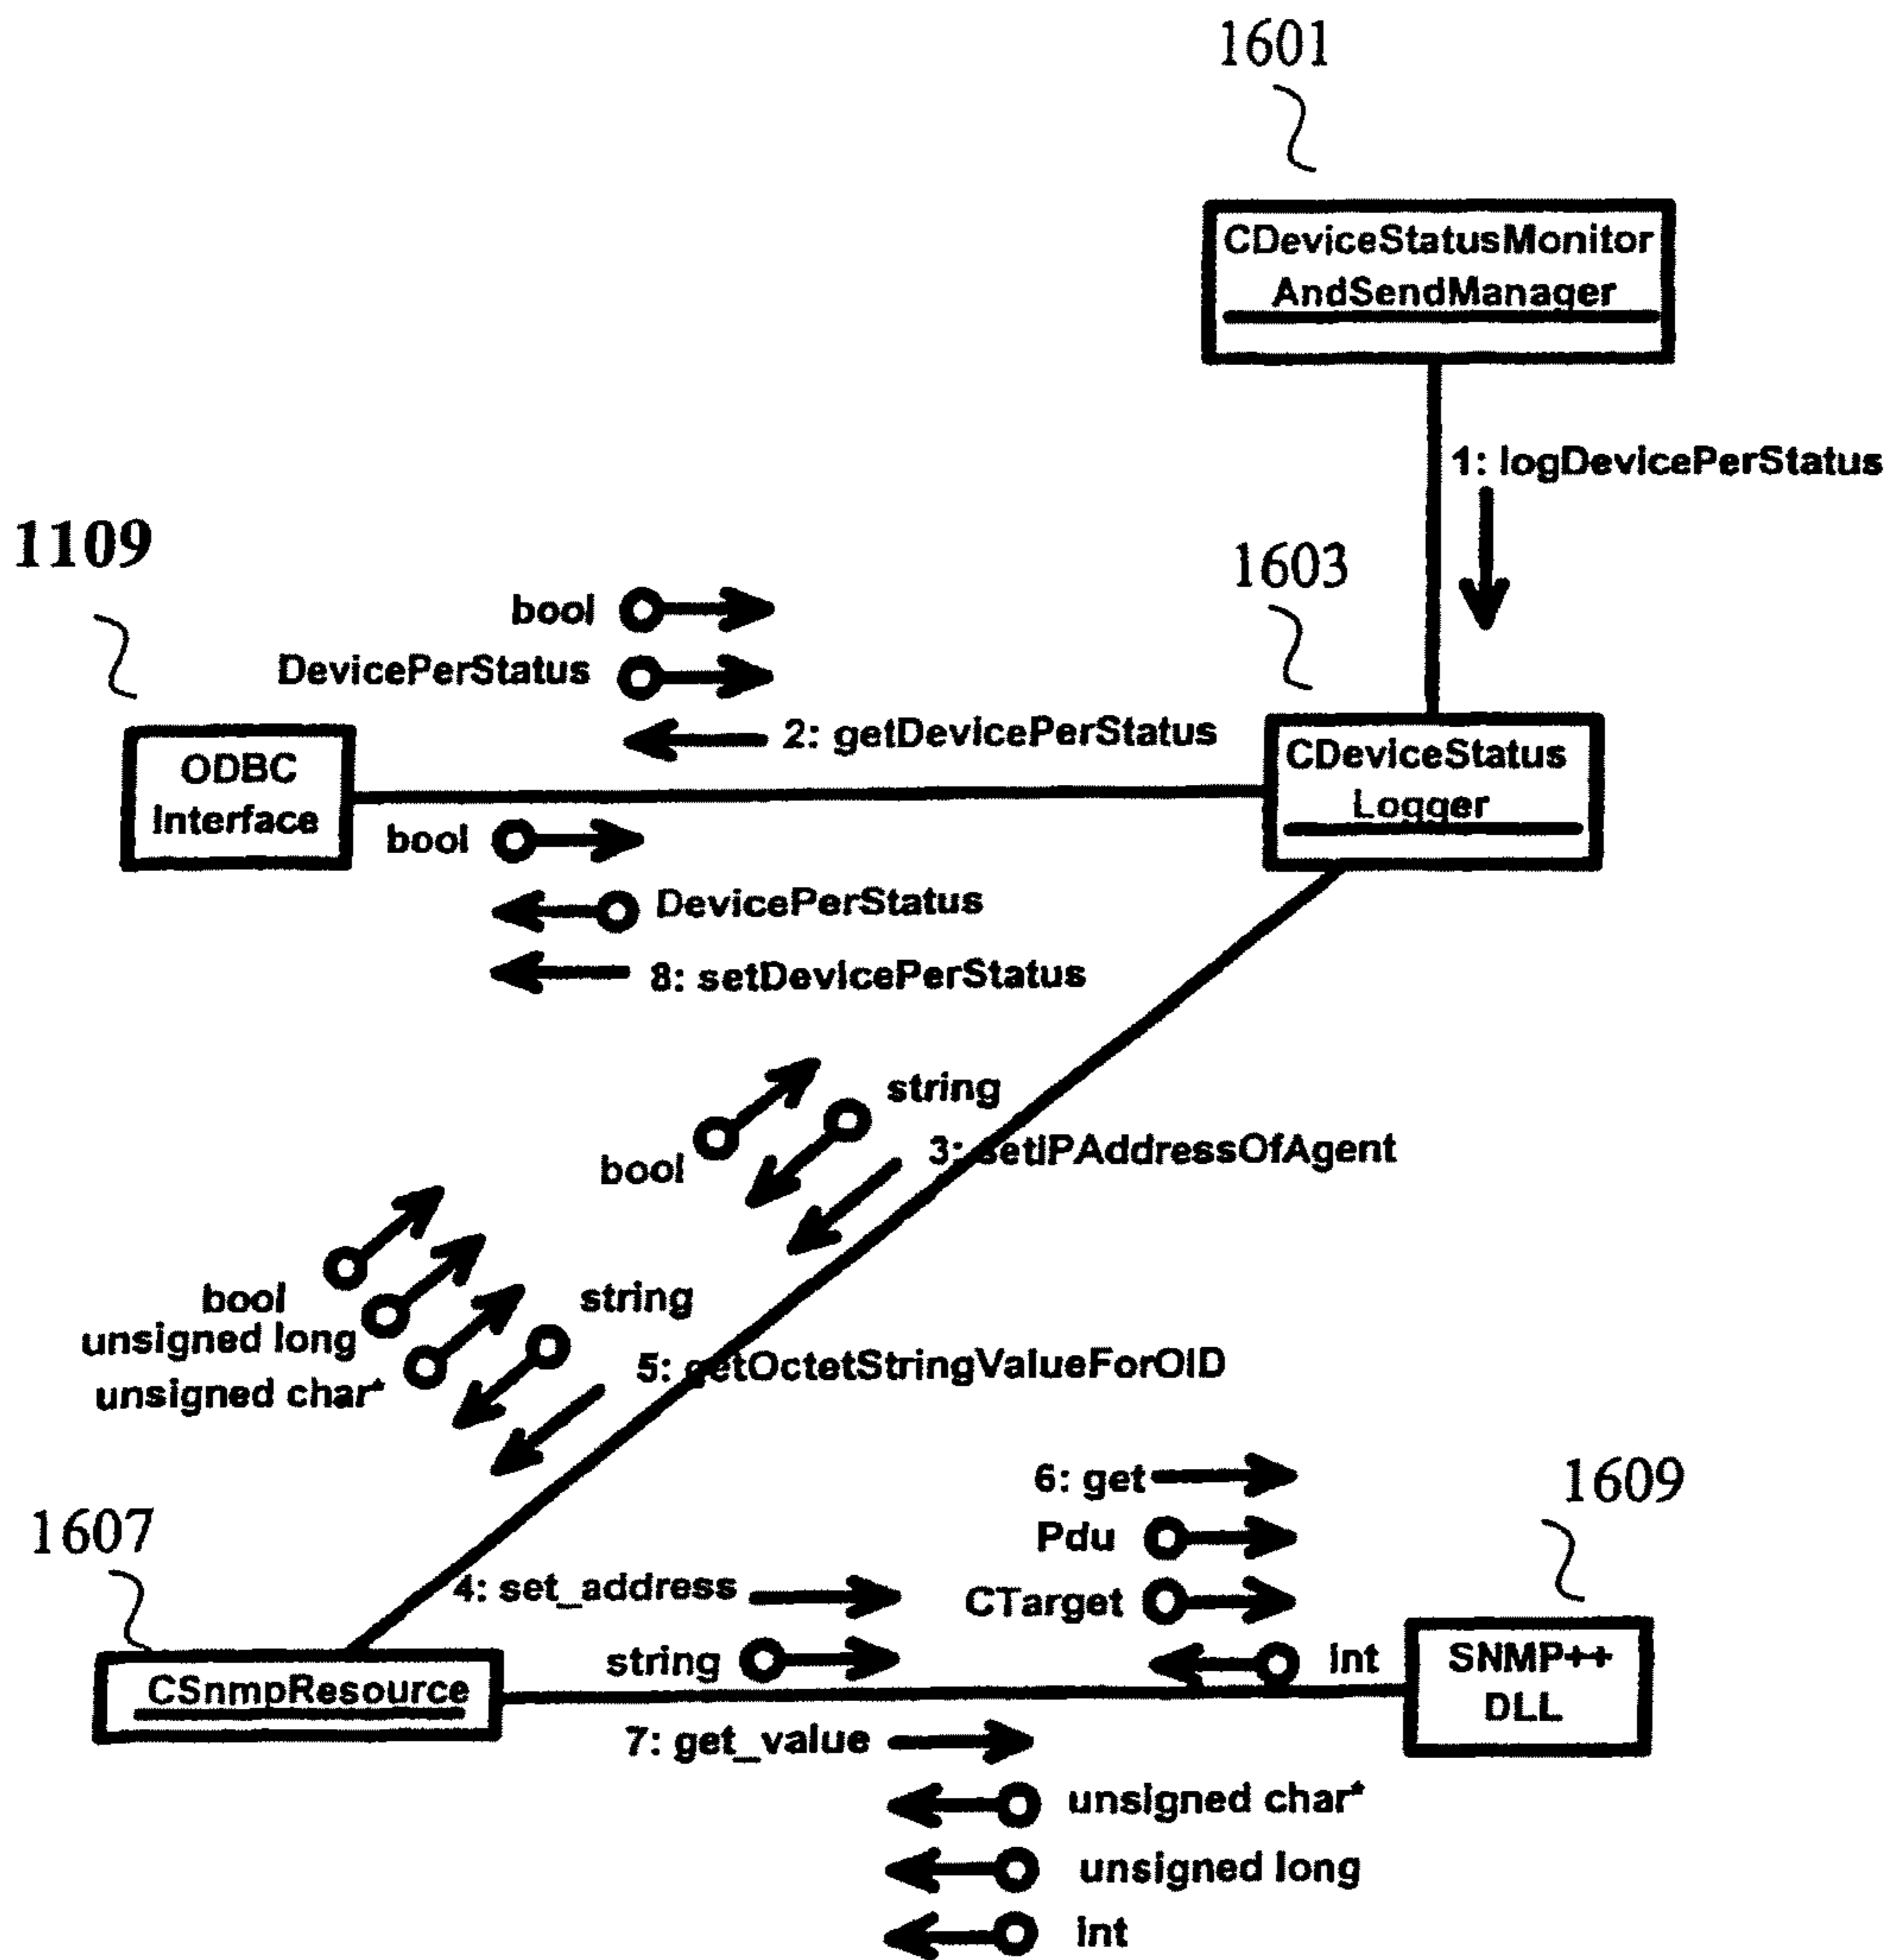 1601
CDeviceStatusMonitor
AndSendManager
1: logDevicePerStatus
1109
1603
bool
DevicePerStatus
2: getDevicePerStatus
ODBC
Interface
CDeviceStatus
Logger
bool
DevicePerStatus
8: setDevicePerStatus
string
bool
3: setIPAddressOfAgent
string
bool
unsigned long
unsigned char*
5: getOctetStringValueForOID
6: get
1609
1607
Pdu
4: set_address
CTarget
string
int
CSnmpResource
SNMP++
DLL
7: get_value
unsigned char*
unsigned long
int